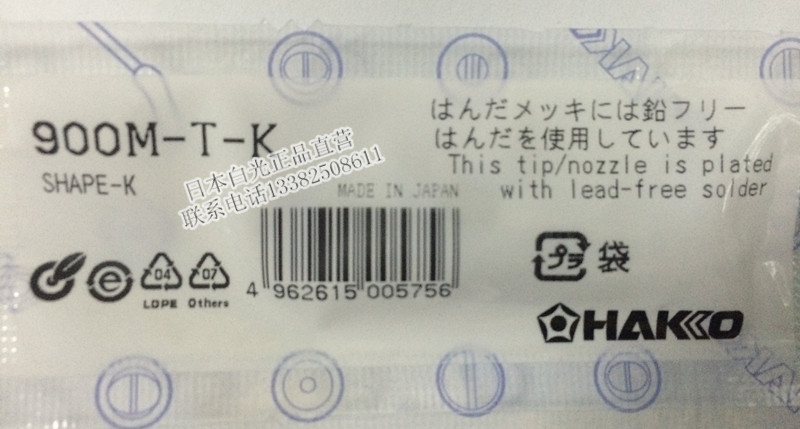 900M-T-K
SHAPE-K
はんだメッキには鉛フリー
はんだを使用しています
This tip/nozzle is plated
with lead-free solder
日本白光正品直营
联系电话13382508611
MADE IN JAPAN
04
LDPE
07
Others
4 962615 005756
プラ
袋
HAKKO